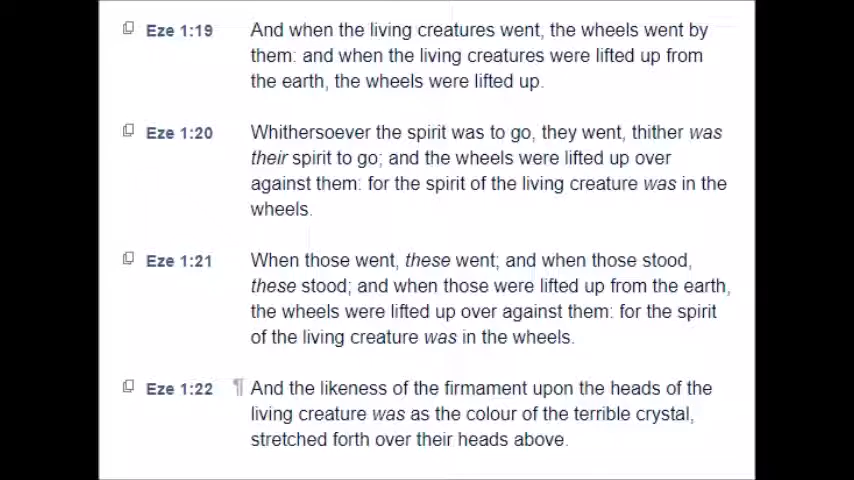 Eze 1:19 And when the living creatures went, the wheels went by
them: and when the living creatures were lifted up from
the earth, the wheels were lifted up.
Eze 1:20 Whithersoever the spirit was to go, they went, thither was
their spirit to go; and the wheels were lifted up over
against them: for the spirit of the living creature was in the
wheels.
Eze 1:21 When those went, these went; and when those stood,
these stood; and when those were lifted up from the earth,
the wheels were lifted up over against them: for the spirit
of the living creature was in the wheels.
Eze 1:22 ¶ And the likeness of the firmament upon the heads of the
living creature was as the colour of the terrible crystal,
stretched forth over their heads above.